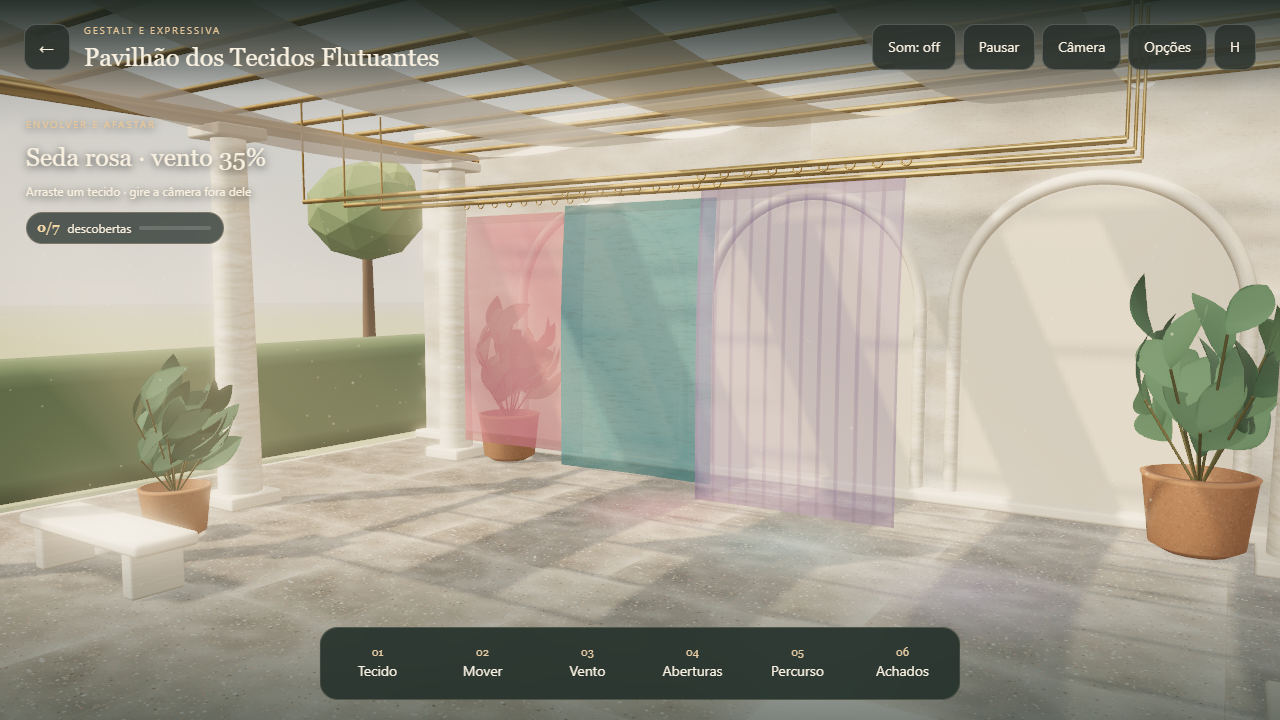 ←
GESTALT E EXPRESSIVA
Pavilhão dos Tecidos Flutuantes
Som: off
Pausar
Câmera
Opções
H
ENVOLVER E AFASTAR
Seda rosa · vento 35%
Arraste um tecido · gire a câmera fora dele
0/7 descobertas
01
Tecido
02
Mover
03
Vento
04
Aberturas
05
Percurso
06
Achados